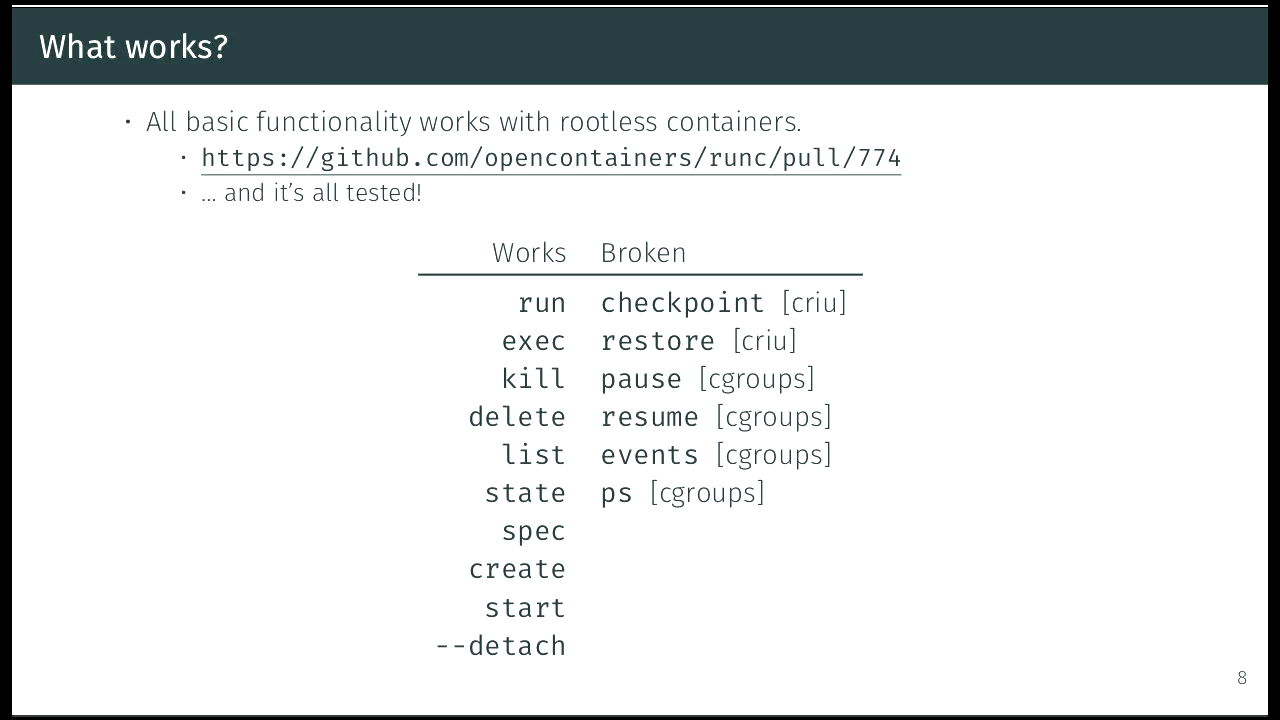 What works?
· All basic functionality works with rootless containers.
· https://github.com/opencontainers/runc/pull/774
· ... and it's all tested!
Works Broken
run checkpoint [criu]
exec restore [criu]
kill pause [cgroups]
delete resume [cgroups]
list events [cgroups]
state ps [cgroups]
spec
create
start
--detach
8